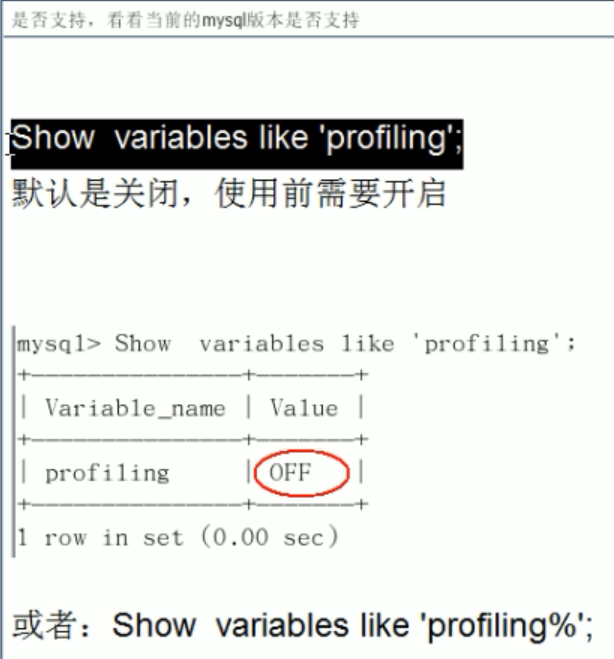 是否支持，看看当前的mysql版本是否支持
Show  variables like 'profiling';
默认是关闭，使用前需要开启
mysql> Show  variables like 'profiling';
+---------------+-------+
| Variable_name | Value |
+---------------+-------+
| profiling     | OFF   |
+---------------+-------+
1 row in set (0.00 sec)
或者：Show  variables like 'profiling%';